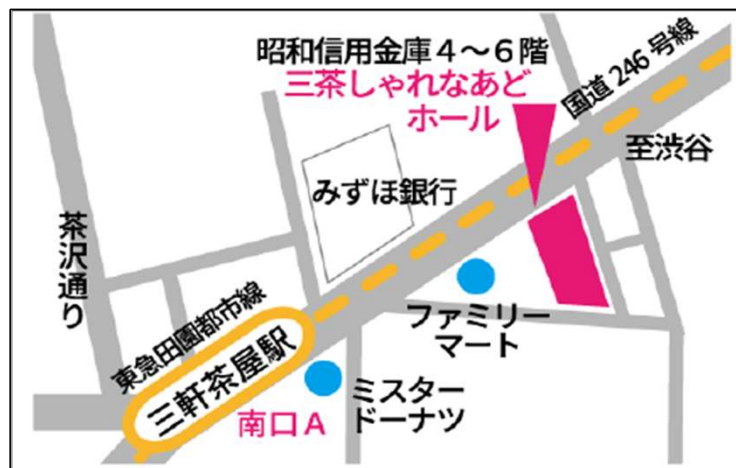 昭和信用金庫4～6階
三茶しゃれなあど
ホール
国道246号線
至渋谷
みずほ銀行
茶沢通り
ファミリー
マート
東急田園都市線
三軒茶屋駅
ミスター
ドーナツ
南口A